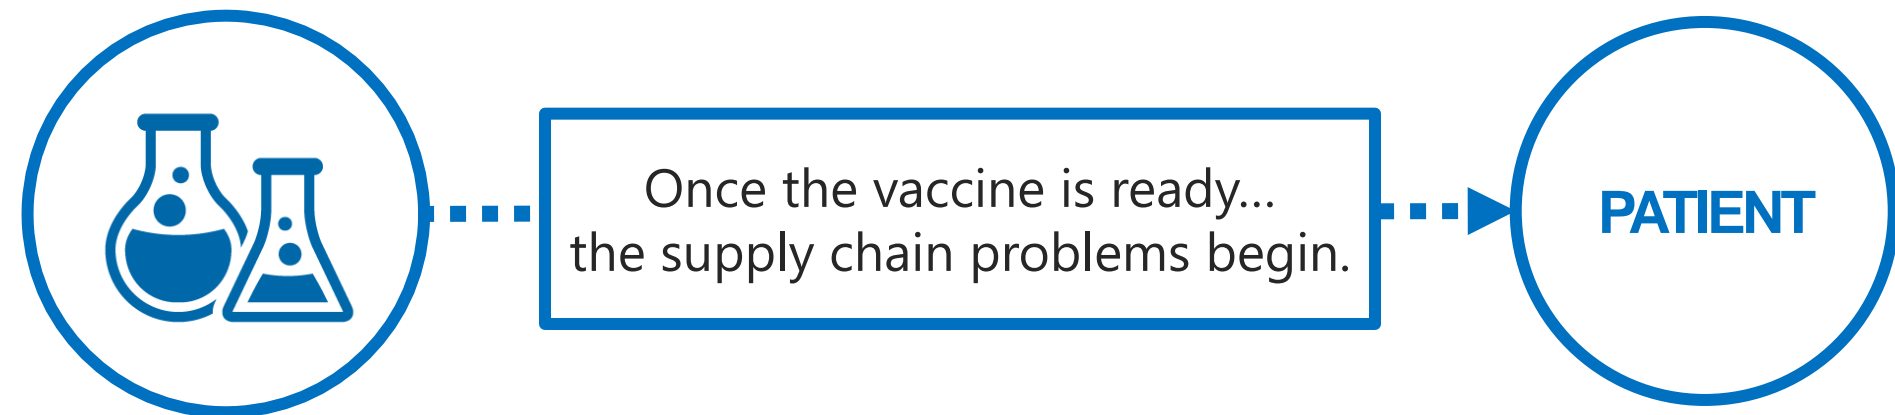 Once the vaccine is ready...
the supply chain problems begin.
PATIENT